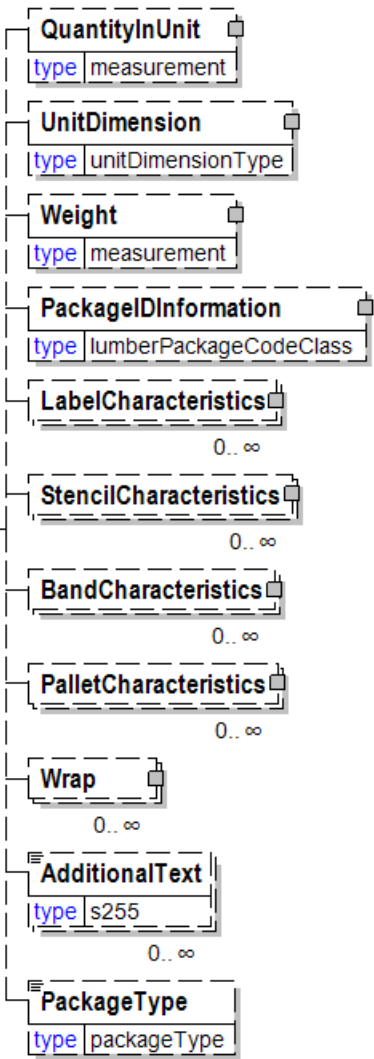 QuantityInUnit
type measurement
UnitDimension
type unitDimensionType
Weight
type measurement
PackageIDInformation
type lumberPackageCodeClass
LabelCharacteristics
0.. ∞
StencilCharacteristics
0.. ∞
BandCharacteristics
0.. ∞
PalletCharacteristics
0.. ∞
Wrap
0.. ∞
AdditionalText
type s255
0.. ∞
PackageType
type packageType